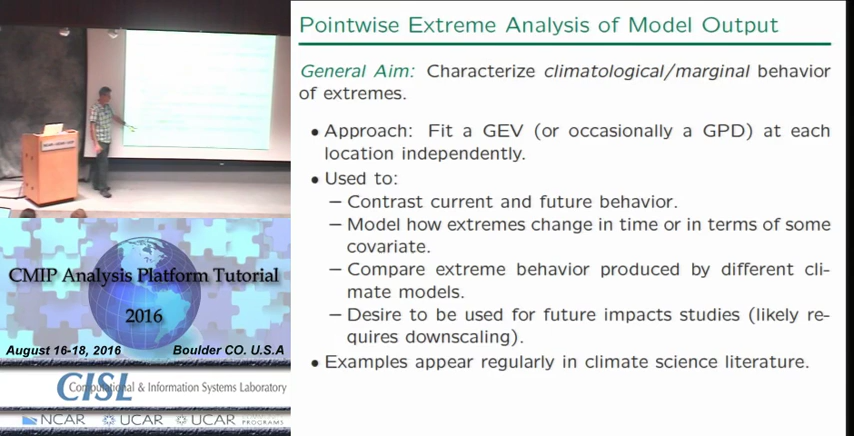 Pointwise Extreme Analysis of Model Output
General Aim: Characterize climatological/marginal behavior
of extremes.
• Approach: Fit a GEV (or occasionally a GPD) at each
location independently.
• Used to:
– Contrast current and future behavior.
– Model how extremes change in time or in terms of some
covariate.
– Compare extreme behavior produced by different cli-
mate models.
– Desire to be used for future impacts studies (likely re-
quires downscaling).
• Examples appear regularly in climate science literature.
CMIP Analysis Platform Tutorial
2016
August 16-18, 2016 Boulder CO. U.S.A
CISL Computational & Information Systems Laboratory
NCAR UCAR UCAR
PROGRAMS